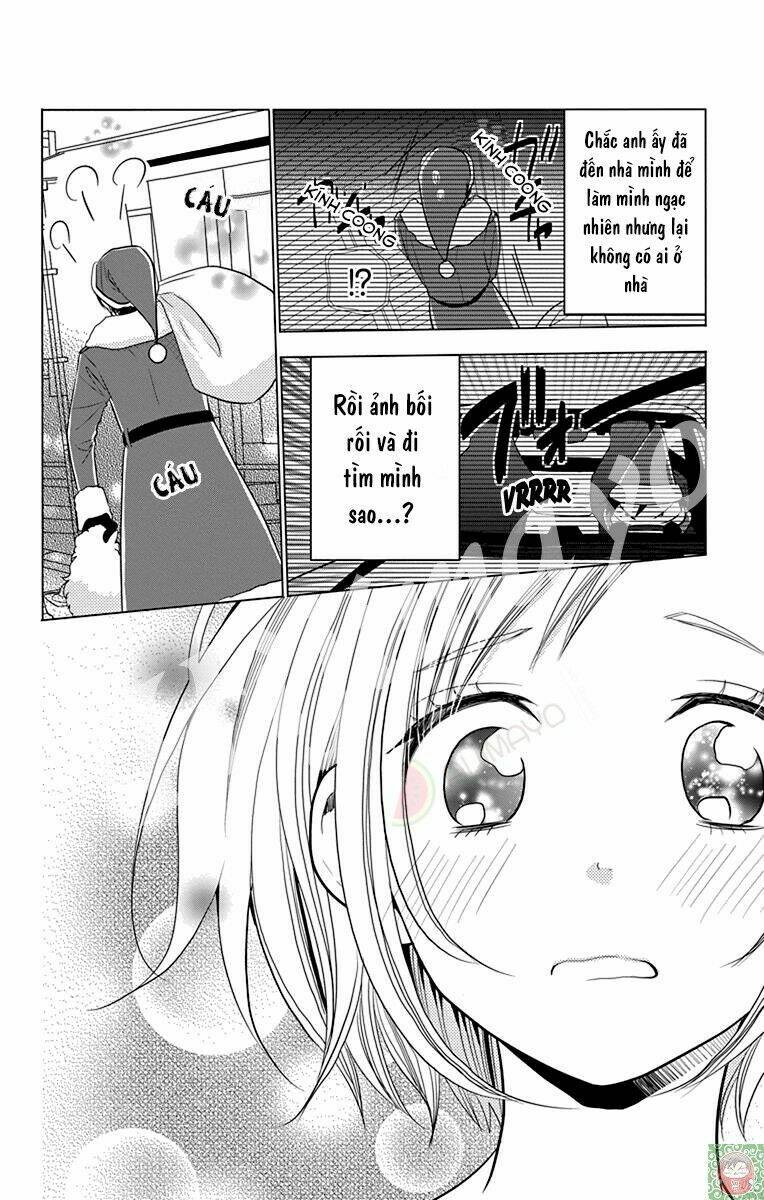 Chắc anh ấy đã
đến nhà mình để
làm mình ngạc
nhiên nhưng lại
không có ai ở
nhà
KÍNH COONG
KÍNH COONG
!?
Rồi ảnh bối
rối và đi
tìm mình
sao...?
VRRRR
CÁU
CÁU
UMAYO